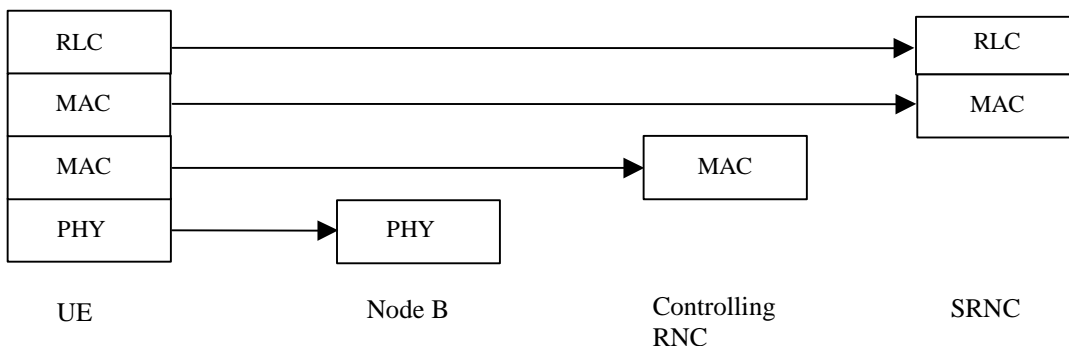 RLC
RLC
MAC
MAC
MAC
MAC
PHY
PHY
UE
Node B
Controlling
RNC
SRNC